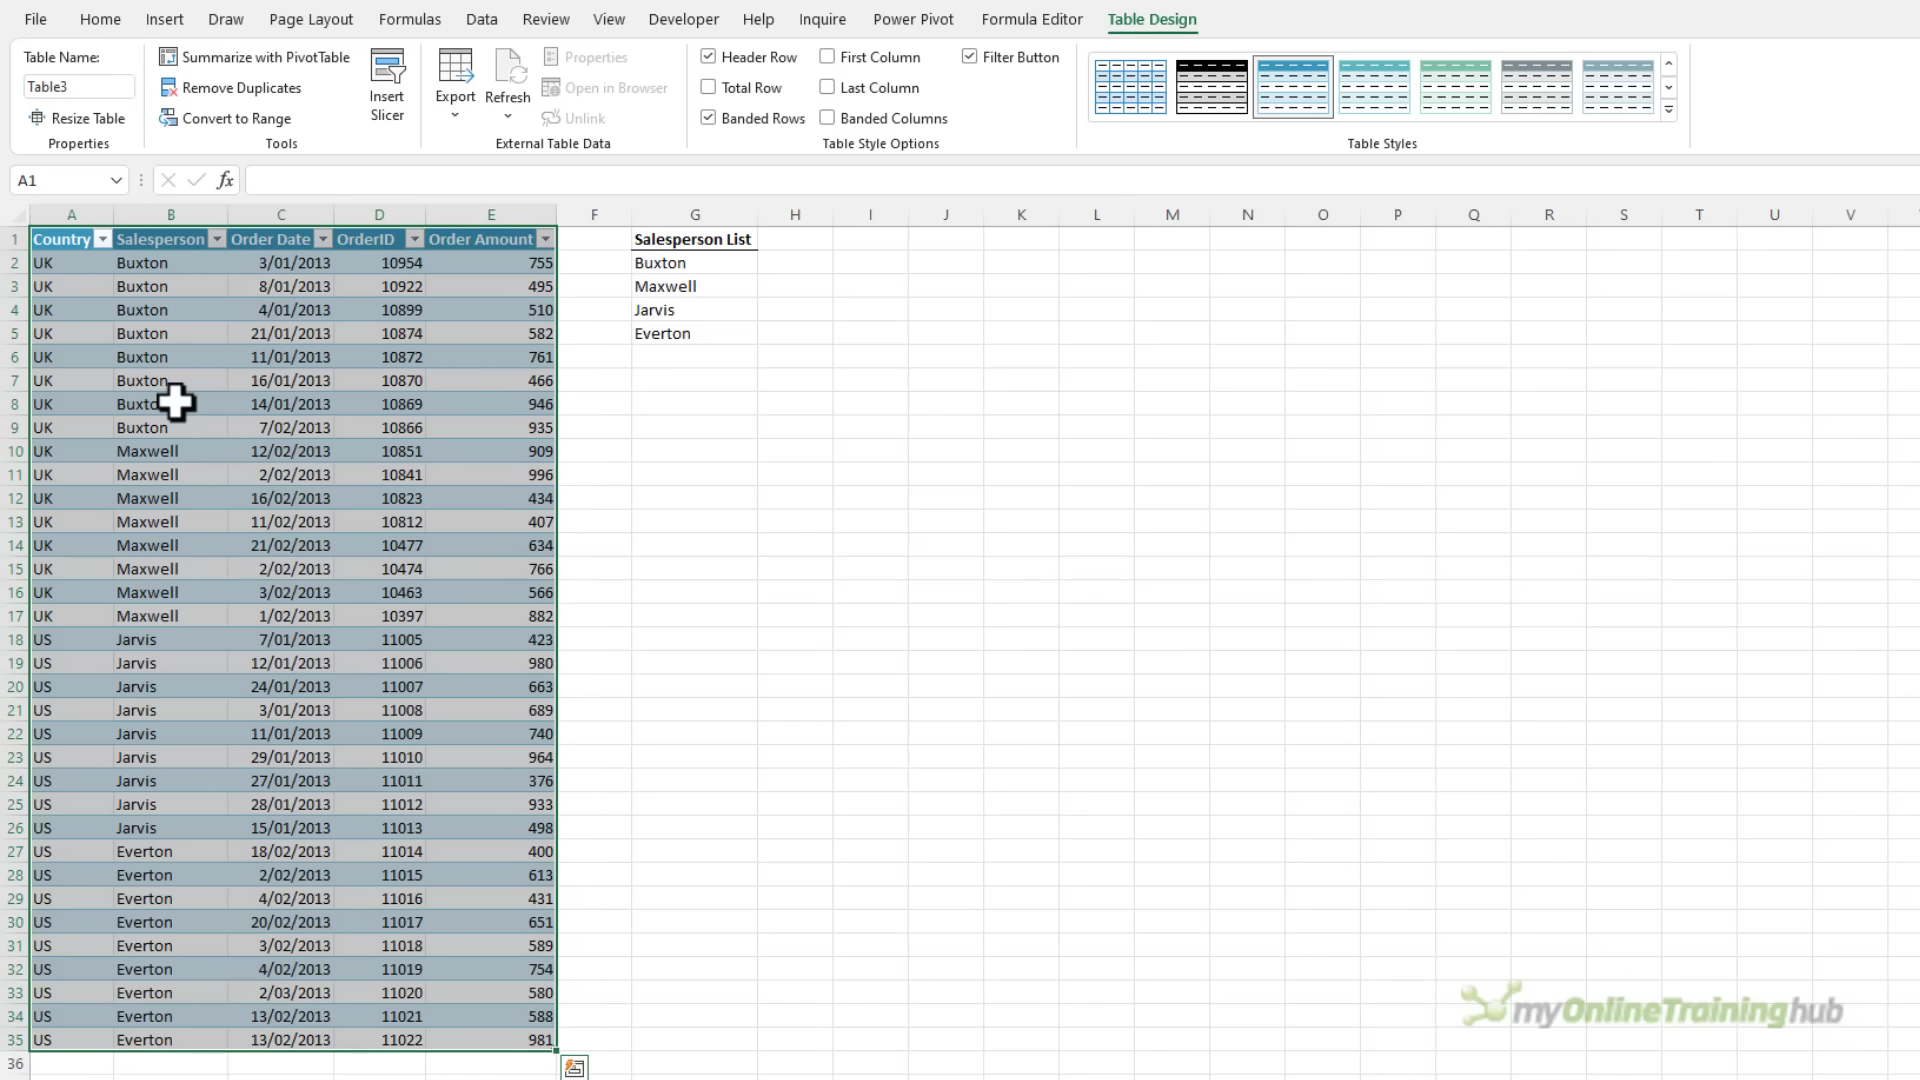 File Home Insert Draw Page Layout Formulas Data Review View Developer Help Inquire Power Pivot Formula Editor Table Design
Table Name:
Table3
Resize Table
Properties
Summarize with PivotTable
Remove Duplicates
Convert to Range
Insert
Slicer
Tools
Export
Refresh
Properties
Open in Browser
Unlink
External Table Data
Header Row
Total Row
Banded Rows
First Column
Last Column
Banded Columns
Filter Button
Table Style Options
Table Styles
A1 fx
A B C D E F G H I J K L M N O P Q R S T U V
1 Country Salesperson Order Date OrderID Order Amount Salesperson List
2 UK Buxton 3/01/2013 10954 755 Buxton
3 UK Buxton 8/01/2013 10922 495 Maxwell
4 UK Buxton 4/01/2013 10899 510 Jarvis
5 UK Buxton 21/01/2013 10874 582 Everton
6 UK Buxton 11/01/2013 10872 761
7 UK Buxton 16/01/2013 10870 466
8 UK 14/01/2013 10869 946
9 UK Buxton 7/02/2013 10866 935
10 UK Maxwell 12/02/2013 10851 909
11 UK Maxwell 2/02/2013 10841 996
12 UK Maxwell 16/02/2013 10823 434
13 UK Maxwell 11/02/2013 10812 407
14 UK Maxwell 21/02/2013 10477 634
15 UK Maxwell 2/02/2013 10474 766
16 UK Maxwell 3/02/2013 10463 566
17 UK Maxwell 1/02/2013 10397 882
18 US Jarvis 7/01/2013 11005 423
19 US Jarvis 12/01/2013 11006 980
20 US Jarvis 24/01/2013 11007 663
21 US Jarvis 3/01/2013 11008 689
22 US Jarvis 11/01/2013 11009 740
23 US Jarvis 29/01/2013 11010 964
24 US Jarvis 27/01/2013 11011 376
25 US Jarvis 28/01/2013 11012 933
26 US Jarvis 15/01/2013 11013 498
27 US Everton 18/02/2013 11014 400
28 US Everton 2/02/2013 11015 613
29 US Everton 4/02/2013 11016 431
30 US Everton 20/02/2013 11017 651
31 US Everton 3/02/2013 11018 589
32 US Everton 4/02/2013 11019 754
33 US Everton 2/03/2013 11020 580
34 US Everton 13/02/2013 11021 588
35 US Everton 13/02/2013 11022 981
36
myOnlineTraininghub